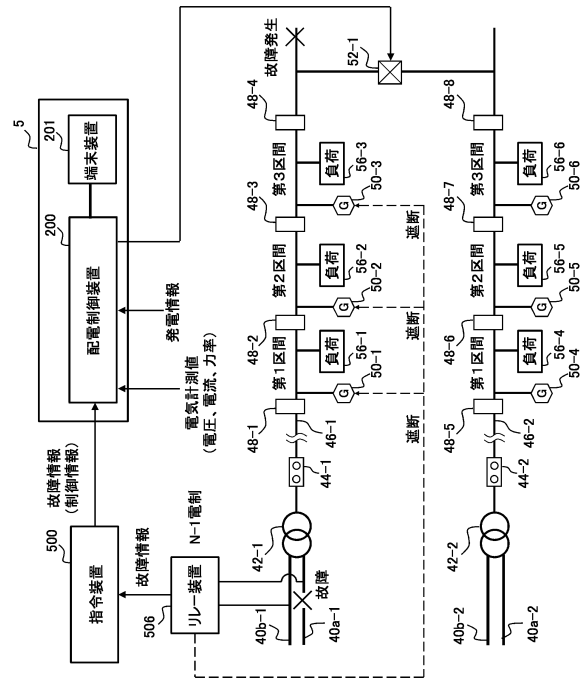 5
201
端末装置
200
配電制御装置
発電情報
電気計測値
(電圧、電流、力率)
故障情報
(制御情報)
500
指令装置
故障情報
N-1電制
506
リレー装置
故障
40b-1
40a-1
42-1
44-1
46-1
48-1
第1区間
負荷
56-1
G
50-1
48-2
第2区間
負荷
56-2
G
50-2
48-3
第3区間
負荷
56-3
G
50-3
48-4
故障発生
52-1
遮断
遮断
遮断
40b-2
40a-2
42-2
44-2
46-2
48-5
第1区間
負荷
56-4
G
50-4
48-6
第2区間
負荷
56-5
G
50-5
48-7
第3区間
負荷
56-6
G
50-6
48-8